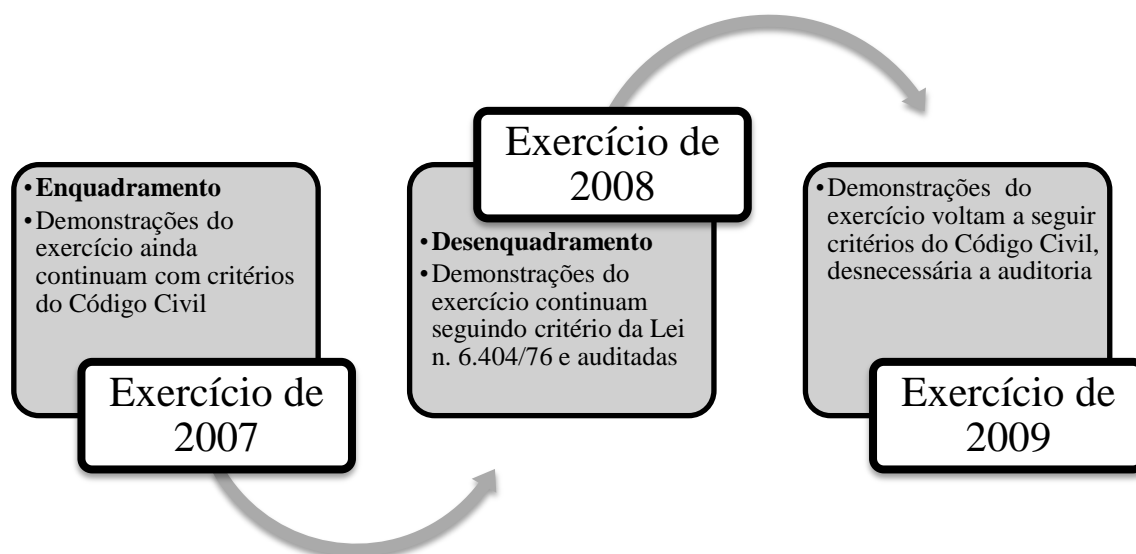 •Enquadramento
•Demonstrações do
exercício ainda
continuam com critérios
do Código Civil
Exercício de
2007
Exercício de
2008
•Desenquadramento
•Demonstrações do
exercício continuam
seguindo critério da Lei
n. 6.404/76 e auditadas
•Demonstrações do
exercício voltam a seguir
critérios do Código Civil,
desnecessária a auditoria
Exercício de
2009